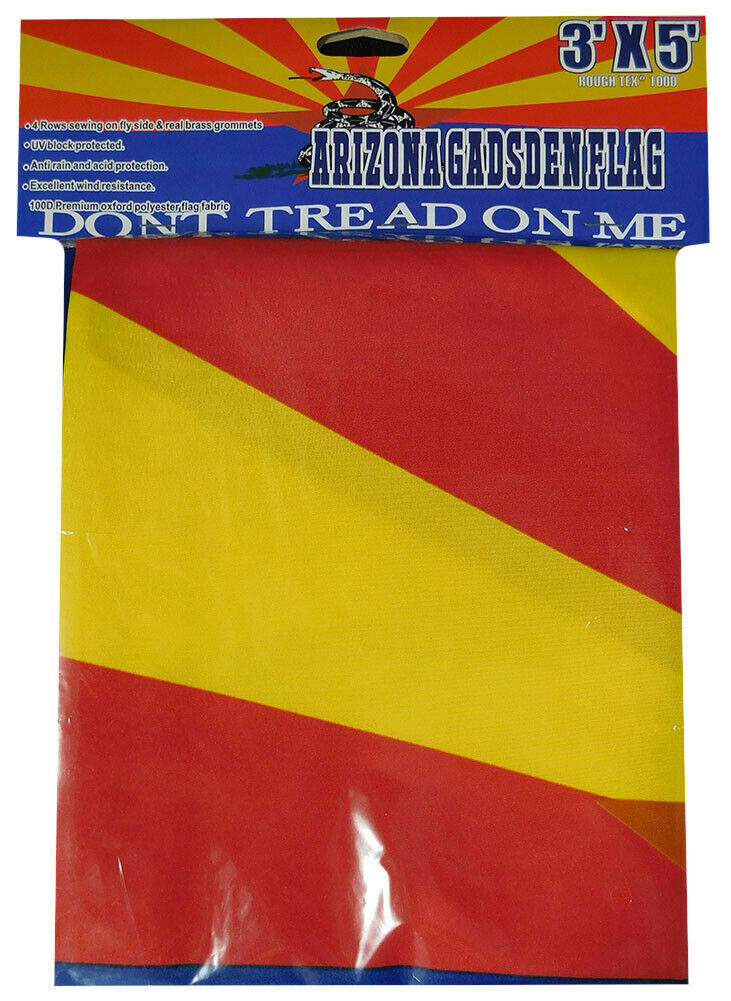 3' X 5'
ROUGH TEX® 100D
• 4 Rows sewing on fly side & real brass grommets
• UV block protected.
• Anti rain and acid protection.
• Excellent wind resistance.
100D Premium oxford polyester flag fabric
ARIZONA GADSDEN FLAG
DONT TREAD ON ME